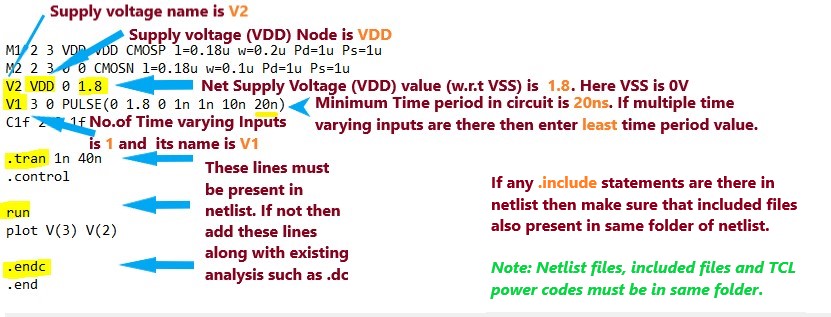 Supply voltage name is V2
Supply voltage (VDD) Node is VDD
M1 2 3 VDD VDD CMOSP l=0.18u w=0.2u Pd=1u Ps=1u
M2 2 3 0 0 CMOSN l=0.18u w=0.1u Pd=1u Ps=1u
V2 VDD 0 1.8
Net Supply Voltage (VDD) value (w.r.t VSS) is 1.8. Here VSS is 0V
V1 3 0 PULSE(0 1.8 0 1n 1n 10n 20n)
Minimum Time period in circuit is 20ns. If multiple time
varying inputs are there then enter least time period value.
C1f 2 1f
No.of Time varying Inputs
is 1 and its name is V1
.tran 1n 40n
.control
run
plot V(3) V(2)
.endc
.end
These lines must
be present in
netlist. If not then
add these lines
along with existing
analysis such as .dc
If any .include statements are there in
netlist then make sure that included files
also present in same folder of netlist.
Note: Netlist files, included files and TCL
power codes must be in same folder.